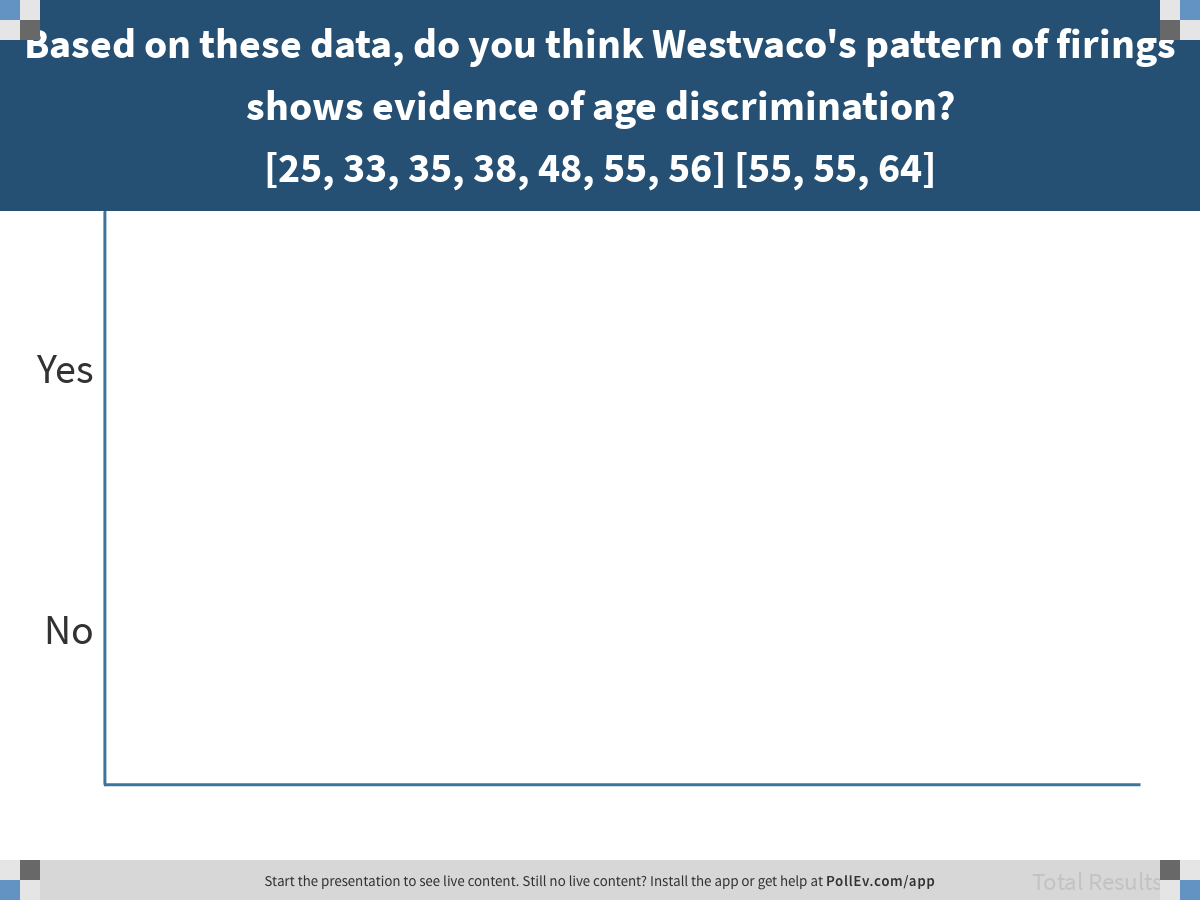 Based on these data, do you think Westvaco's pattern of firings
shows evidence of age discrimination?
[25, 33, 35, 38, 48, 55, 56] [55, 55, 64]
Yes
No
Start the presentation to see live content. Still no live content? Install the app or get help at PollEv.com/app
Total Results